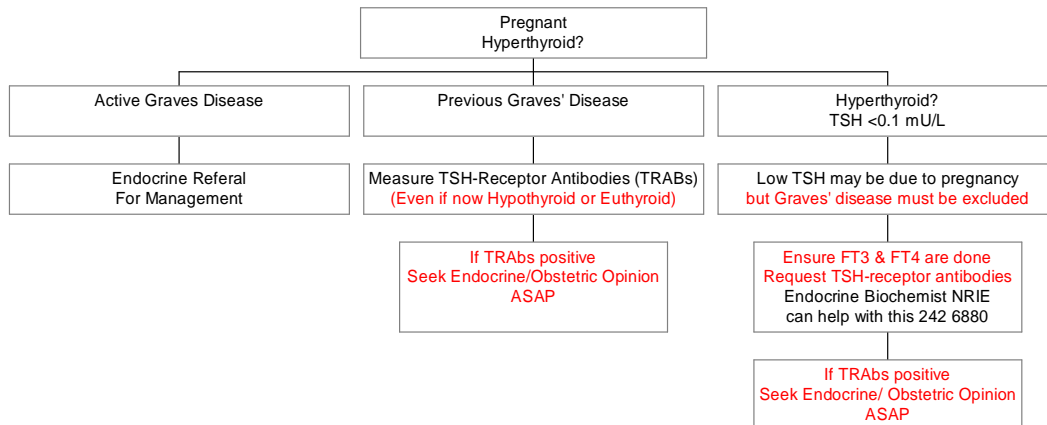 Pregnant
Hyperthyroid?
Active Graves Disease
Previous Graves' Disease
Hyperthyroid?
TSH <0.1 mU/L
Endocrine Referal
For Management
Measure TSH-Receptor Antibodies (TRABs)
(Even if now Hypothyroid or Euthyroid)
Low TSH may be due to pregnancy
but Graves' disease must be excluded
If TRAbs positive
Seek Endocrine/Obstetric Opinion
ASAP
Ensure FT3 & FT4 are done
Request TSH-receptor antibodies
Endocrine Biochemist NRIE
can help with this 242 6880
If TRAbs positive
Seek Endocrine/ Obstetric Opinion
ASAP